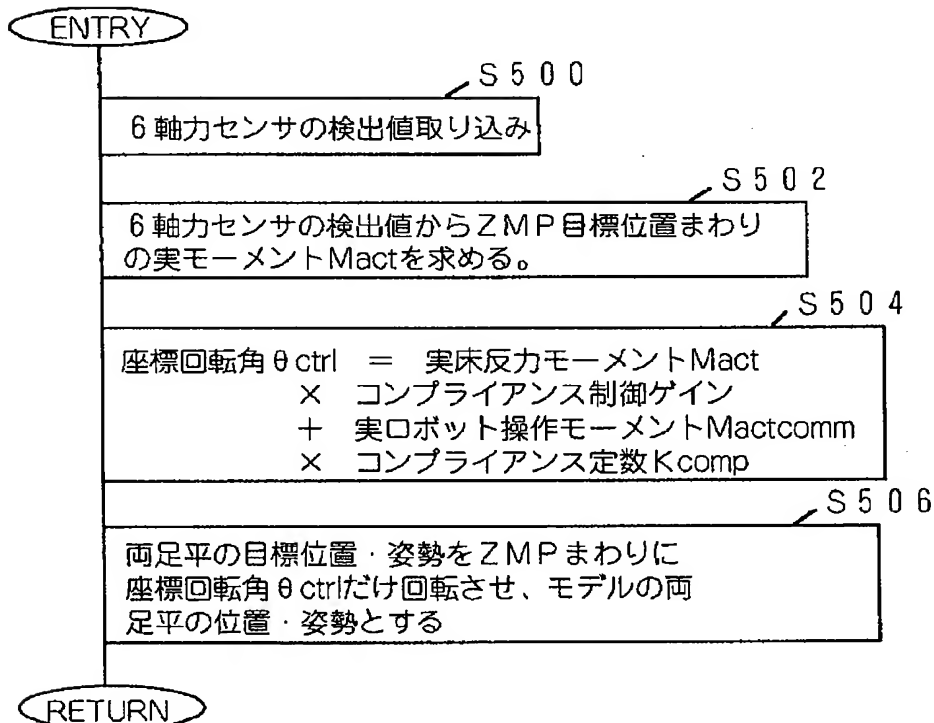 ENTRY
S500
6軸力センサの検出値取り込み
S502
6軸力センサの検出値からZMP目標位置まわり
の実モーメントMactを求める。
S504
座標回転角θctrl = 実床反力モーメントMact
× コンプライアンス制御ゲイン
+ 実ロボット操作モーメントMactcomm
× コンプライアンス定数Kcomp
S506
両足平の目標位置・姿勢をZMPまわりに
座標回転角θctrlだけ回転させ、モデルの両
足平の位置・姿勢とする
RETURN